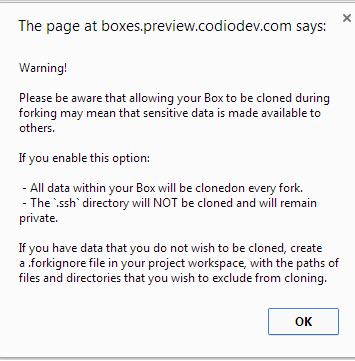 The page at boxes.preview.codiodev.com says:
Warning!
Please be aware that allowing your Box to be cloned during
forking may mean that sensitive data is made available to
others.
If you enable this option:
- All data within your Box will be clonedon every fork.
- The `.ssh` directory will NOT be cloned and will remain
private.
If you have data that you do not wish to be cloned, create
a .forkignore file in your project workspace, with the paths of
files and directories that you wish to exclude from cloning.
OK